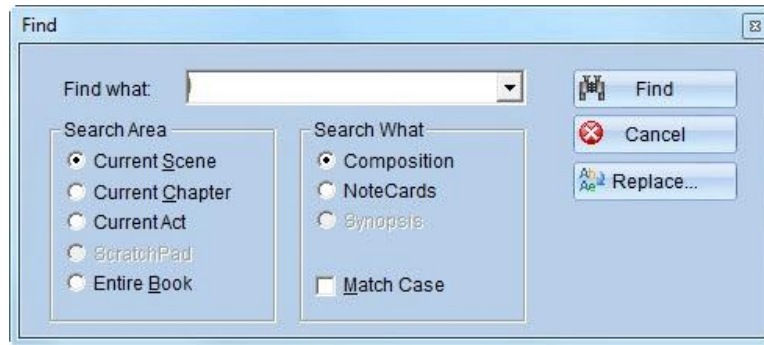 Find
Find what:
Find
Search Area
Current Scene
Current Chapter
Current Act
ScratchPad
Entire Book
Search What
Composition
NoteCards
Synopsis
Match Case
Cancel
Replace...